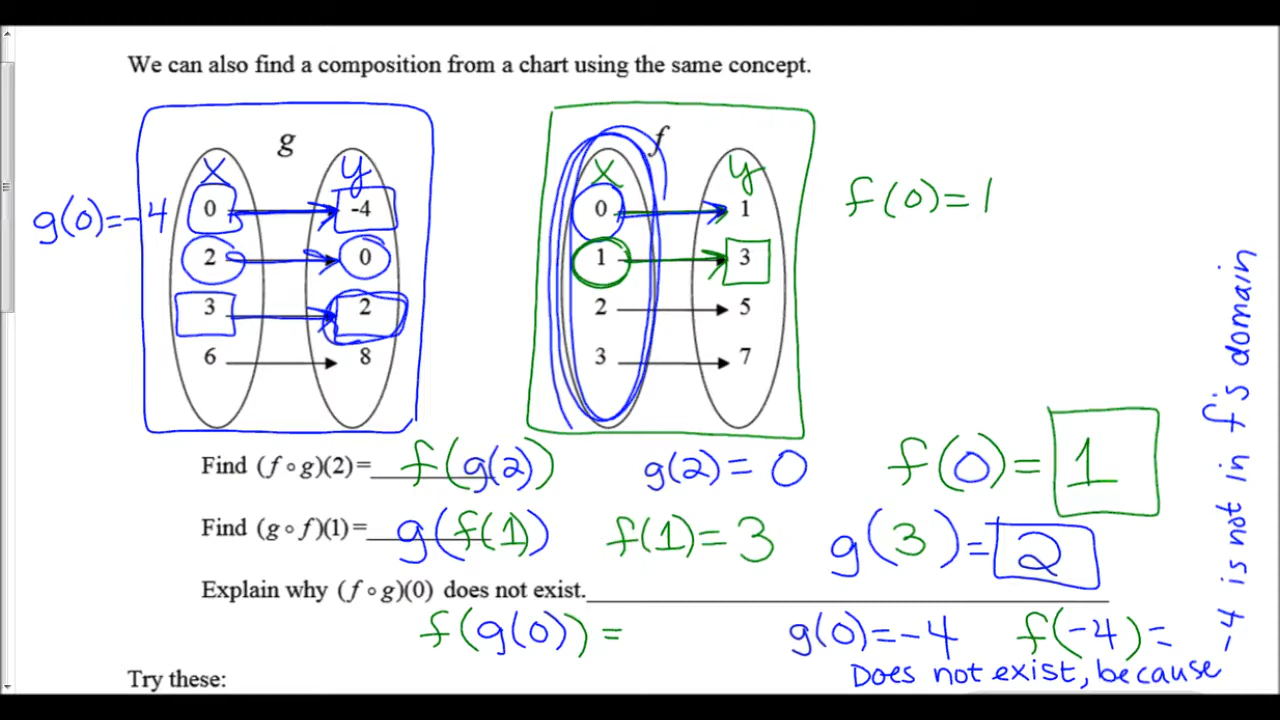 We can also find a composition from a chart using the same concept.
g f
x y x y
g(0)=-4 0 -4 0 1 f(0)=1
2 0 1 3
3 2 2 5
6 8 3 7
Find (f∘g)(2)= f(g(2)) g(2)=0 f(0)= 1
Find (g∘f)(1)= g(f(1)) f(1)=3 g(3)= 2
Explain why (f∘g)(0) does not exist.
f(g(0))= g(0)=-4 f(-4)=
Does not exist, because
-4 is not in f's domain
Try these: